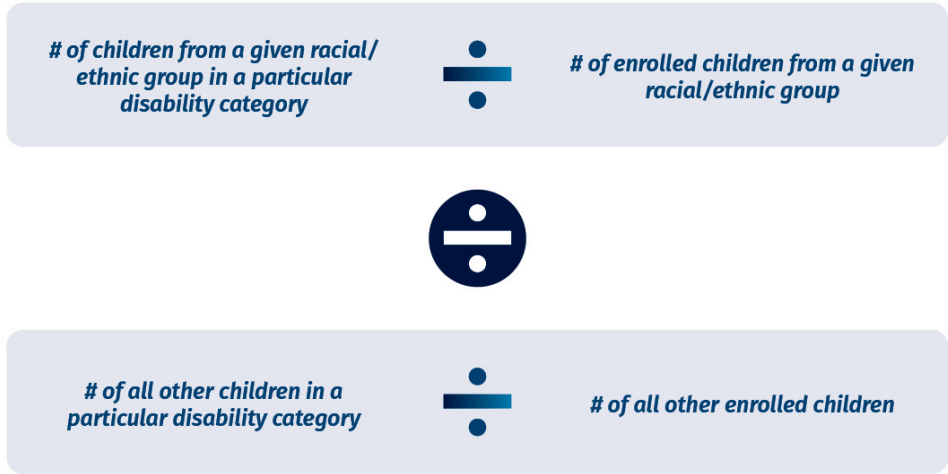 # of children from a given racial/
ethnic group in a particular
disability category
÷
# of enrolled children from a given
racial/ethnic group
÷
# of all other children in a
particular disability category
÷
# of all other enrolled children